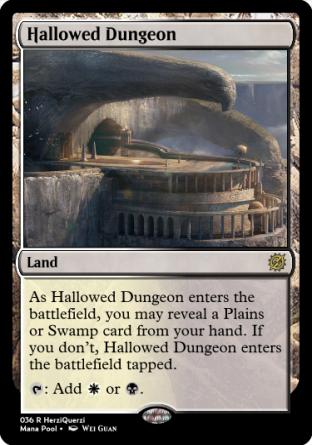 Hallowed Dungeon
Land
As Hallowed Dungeon enters the
battlefield, you may reveal a Plains
or Swamp card from your hand. If
you don't, Hallowed Dungeon enters
the battlefield tapped.
: Add or .
036 R HerziQuerzi
Mana Pool • Wei Guan